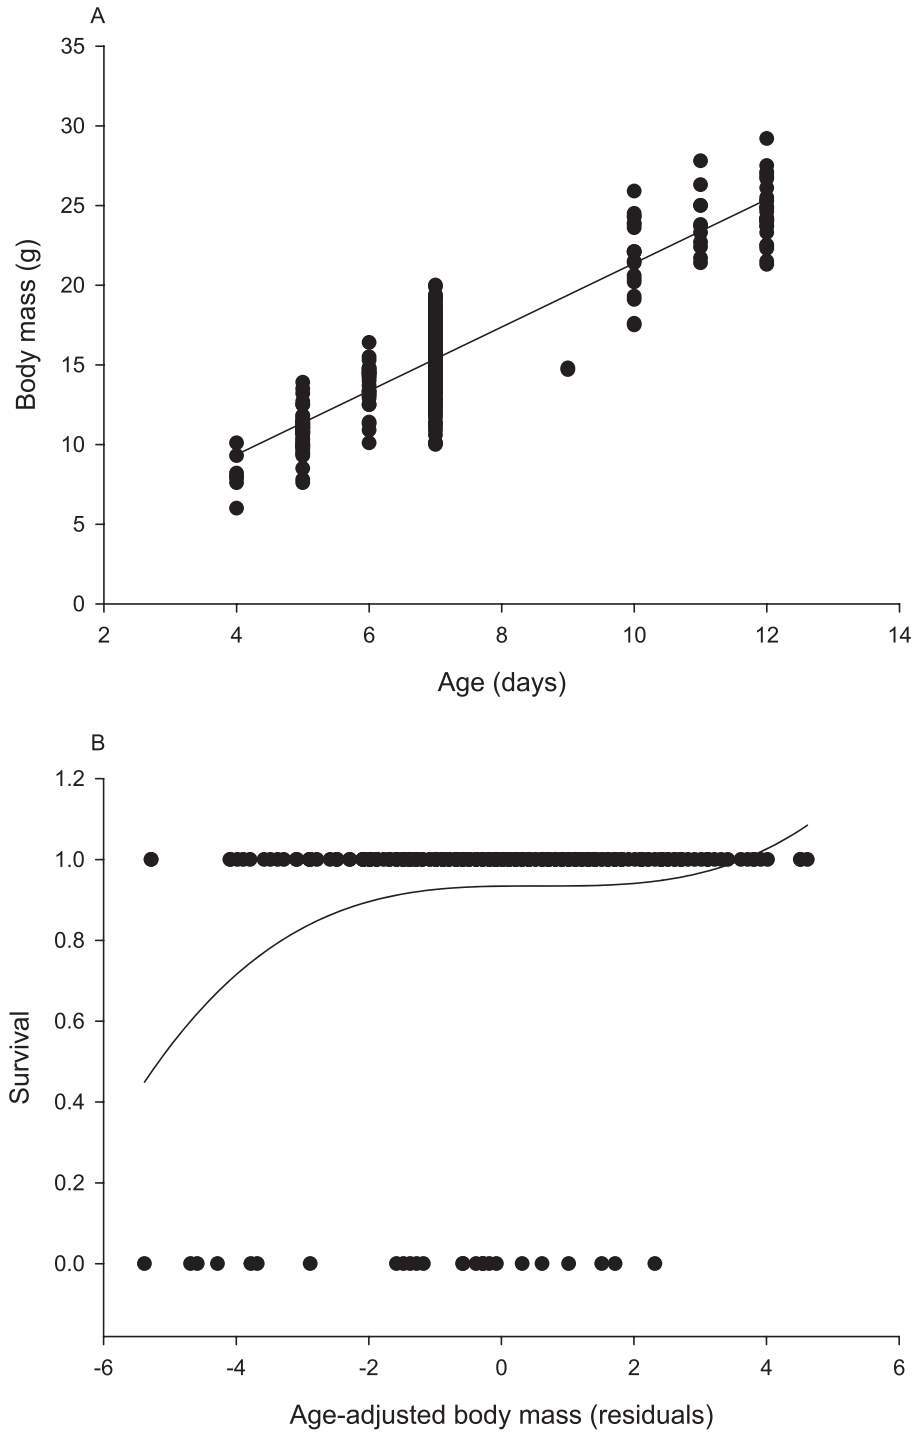 A
35
30
25
20
15
10
5
0
Body mass (g)
2 4 6 8 10 12 14
Age (days)
B
1.2
1.0
0.8
0.6
0.4
0.2
0.0
Survival
-6 -4 -2 0 2 4 6
Age-adjusted body mass (residuals)